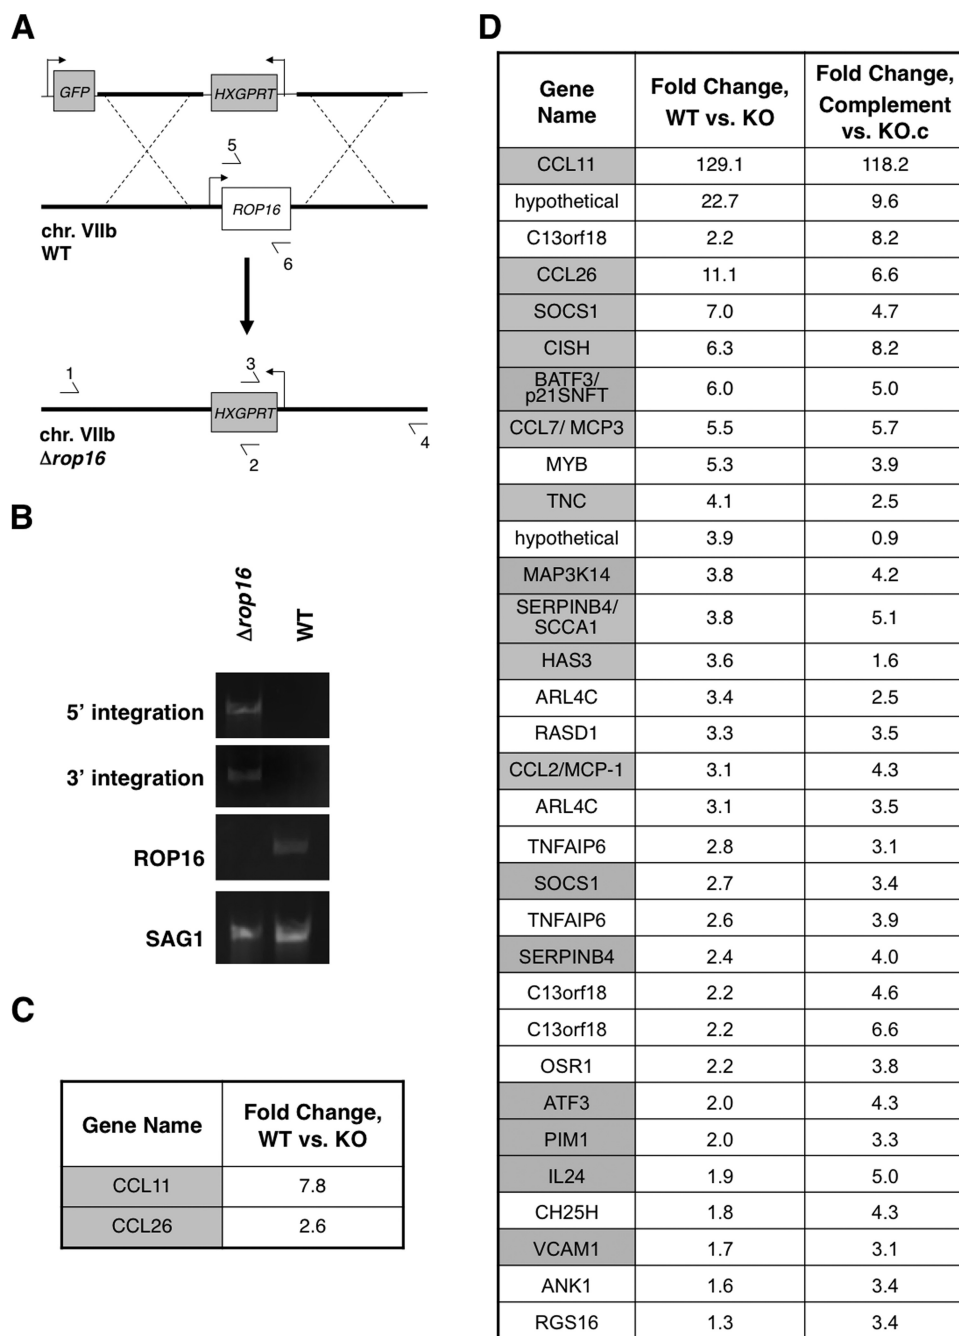 A
GFP
HXGPRT
5
ROP16
chr. VIIb
WT
6
1
3
HXGPRT
chr. VIIb
Δrop16
2
4
B
Δrop16
WT
5’ integration
3’ integration
ROP16
SAG1
C
Gene Name
Fold Change,
WT vs. KO
CCL11 7.8
CCL26 2.6
D
Gene
Name
Fold Change,
WT vs. KO
Fold Change,
Complement
vs. KO.c
CCL11 129.1 118.2
hypothetical 22.7 9.6
C13orf18 2.2 8.2
CCL26 11.1 6.6
SOCS1 7.0 4.7
CISH 6.3 8.2
BATF3/
p21SNFT 6.0 5.0
CCL7/ MCP3 5.5 5.7
MYB 5.3 3.9
TNC 4.1 2.5
hypothetical 3.9 0.9
MAP3K14 3.8 4.2
SERPINB4/
SCCA1 3.8 5.1
HAS3 3.6 1.6
ARL4C 3.4 2.5
RASD1 3.3 3.5
CCL2/MCP-1 3.1 4.3
ARL4C 3.1 3.5
TNFAIP6 2.8 3.1
SOCS1 2.7 3.4
TNFAIP6 2.6 3.9
SERPINB4 2.4 4.0
C13orf18 2.2 4.6
C13orf18 2.2 6.6
OSR1 2.2 3.8
ATF3 2.0 4.3
PIM1 2.0 3.3
IL24 1.9 5.0
CH25H 1.8 4.3
VCAM1 1.7 3.1
ANK1 1.6 3.4
RGS16 1.3 3.4